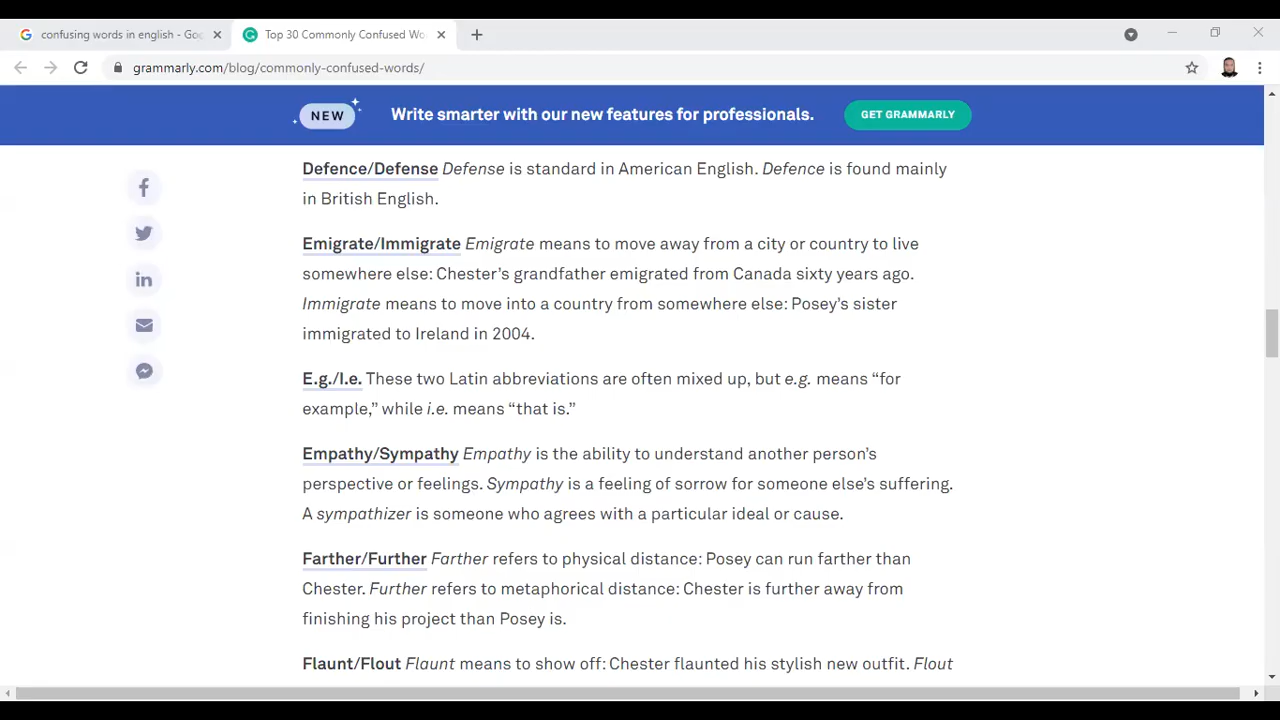 confusing words in english - Goo
Top 30 Commonly Confused Wo
grammarly.com/blog/commonly-confused-words/
NEW
Write smarter with our new features for professionals.
GET GRAMMARLY
Defence/Defense Defense is standard in American English. Defence is found mainly
in British English.
Emigrate/Immigrate Emigrate means to move away from a city or country to live
somewhere else: Chester’s grandfather emigrated from Canada sixty years ago.
Immigrate means to move into a country from somewhere else: Posey’s sister
immigrated to Ireland in 2004.
E.g./I.e. These two Latin abbreviations are often mixed up, but e.g. means “for
example,” while i.e. means “that is.”
Empathy/Sympathy Empathy is the ability to understand another person’s
perspective or feelings. Sympathy is a feeling of sorrow for someone else’s suffering.
A sympathizer is someone who agrees with a particular ideal or cause.
Farther/Further Farther refers to physical distance: Posey can run farther than
Chester. Further refers to metaphorical distance: Chester is further away from
finishing his project than Posey is.
Flaunt/Flout Flaunt means to show off: Chester flaunted his stylish new outfit. Flout